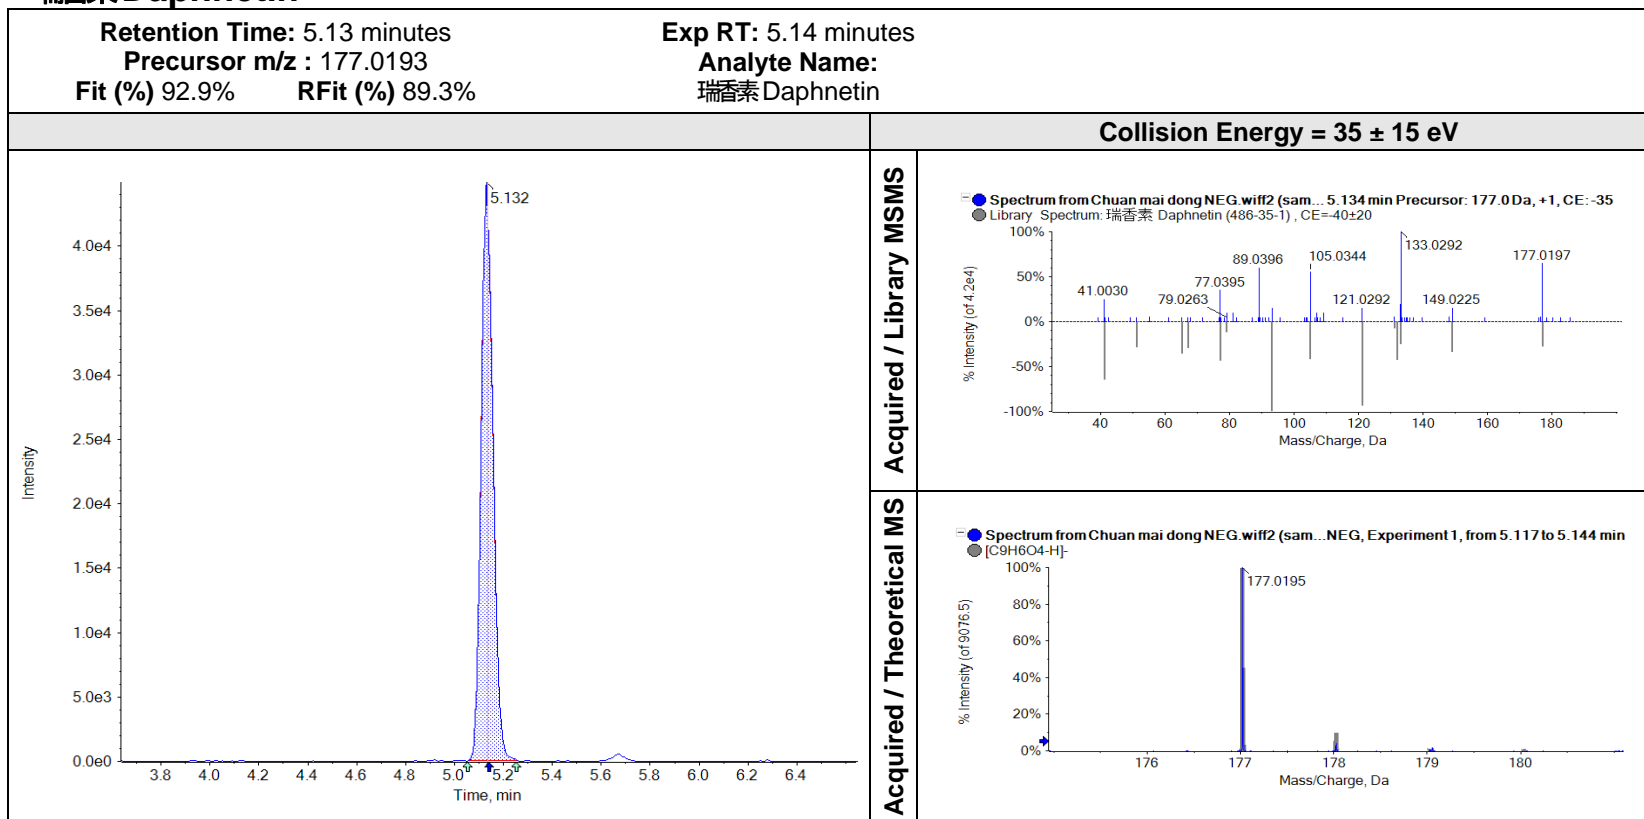 Retention Time: 5.13 minutes
Exp RT: 5.14 minutes
Precursor m/z : 177.0193
Analyte Name:
Fit (%) 92.9% RFit (%) 89.3%
瑞香素Daphnetin
Collision Energy = 35 ± 15 eV
Intensity
4.0e4
3.5e4
3.0e4
2.5e4
2.0e4
1.5e4
1.0e4
5.0e3
0.0e0
5.132
3.8 4.0 4.2 4.4 4.6 4.8 5.0 5.2 5.4 5.6 5.8 6.0 6.2 6.4
Time, min
Acquired / Library MSMS
Spectrum from Chuan mai dong NEG.wiff2 (sam... 5.134 min Precursor: 177.0 Da, +1, CE: -35
Library Spectrum: 瑞香素 Daphnetin (486-35-1) , CE=-40±20
% Intensity (of 4.2e4)
100%
50%
0%
-50%
-100%
41.0030
79.0263
77.0395
89.0396
105.0344
121.0292
133.0292
149.0225
177.0197
40 60 80 100 120 140 160 180
Mass/Charge, Da
Acquired / Theoretical MS
Spectrum from Chuan mai dong NEG.wiff2 (sam...NEG, Experiment 1, from 5.117 to 5.144 min
[C9H6O4-H]-
% Intensity (of 9076.5)
100%
80%
60%
40%
20%
0%
177.0195
176 177 178 179 180
Mass/Charge, Da